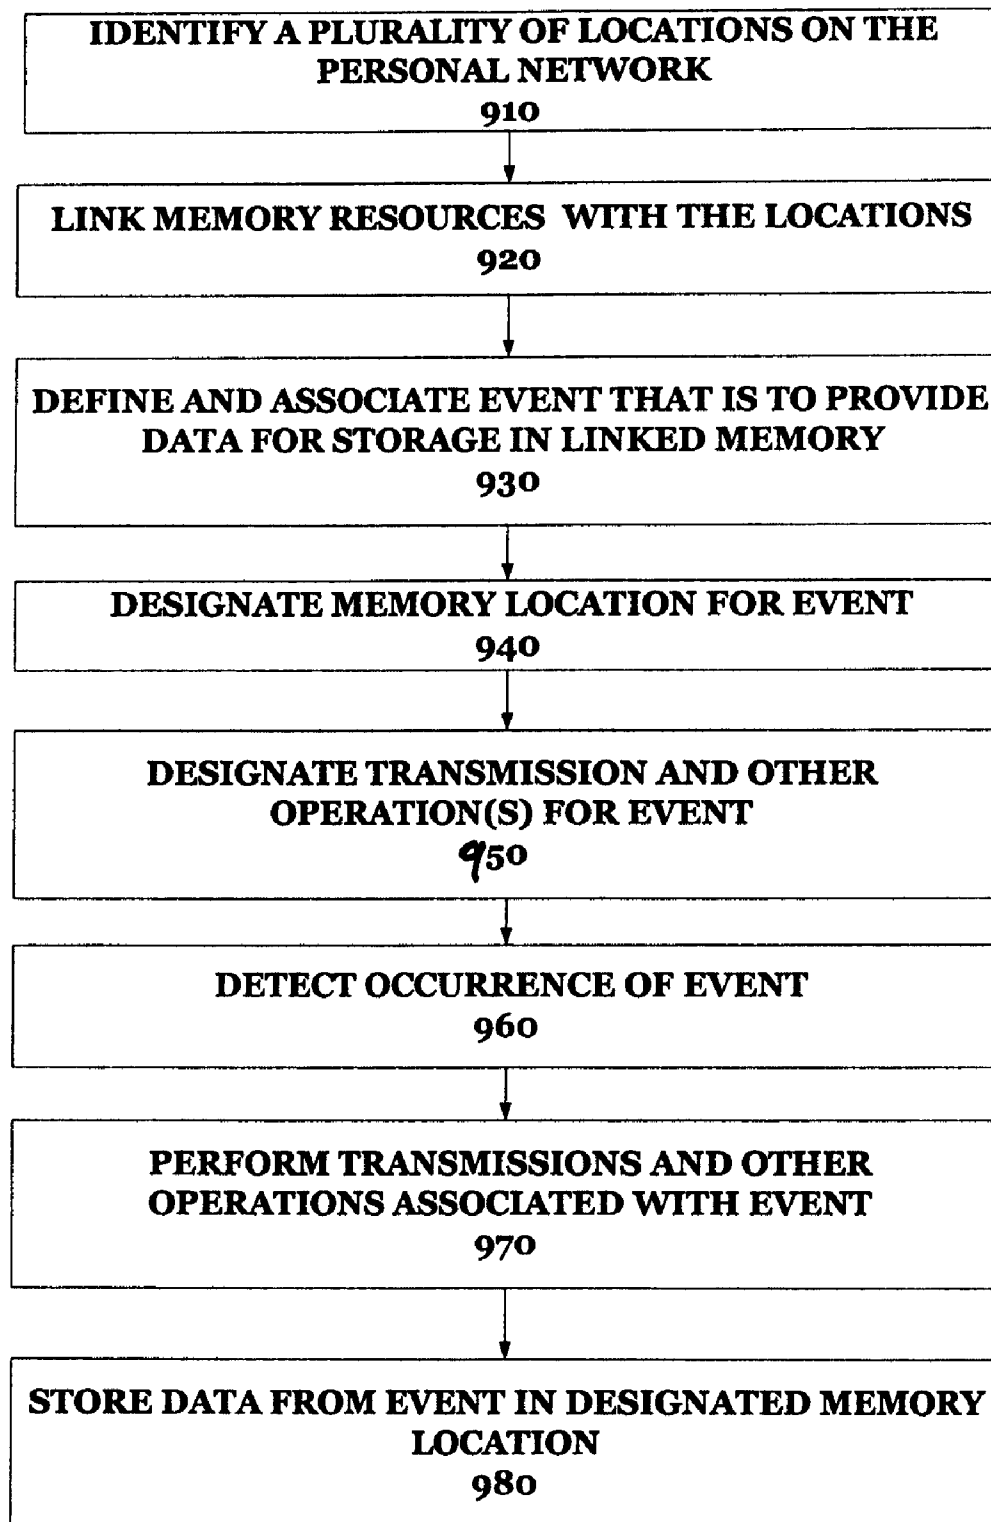 IDENTIFY A PLURALITY OF LOCATIONS ON THE
PERSONAL NETWORK
910
LINK MEMORY RESOURCES WITH THE LOCATIONS
920
DEFINE AND ASSOCIATE EVENT THAT IS TO PROVIDE
DATA FOR STORAGE IN LINKED MEMORY
930
DESIGNATE MEMORY LOCATION FOR EVENT
940
DESIGNATE TRANSMISSION AND OTHER
OPERATION(S) FOR EVENT
950
DETECT OCCURRENCE OF EVENT
960
PERFORM TRANSMISSIONS AND OTHER
OPERATIONS ASSOCIATED WITH EVENT
970
STORE DATA FROM EVENT IN DESIGNATED MEMORY
LOCATION
980